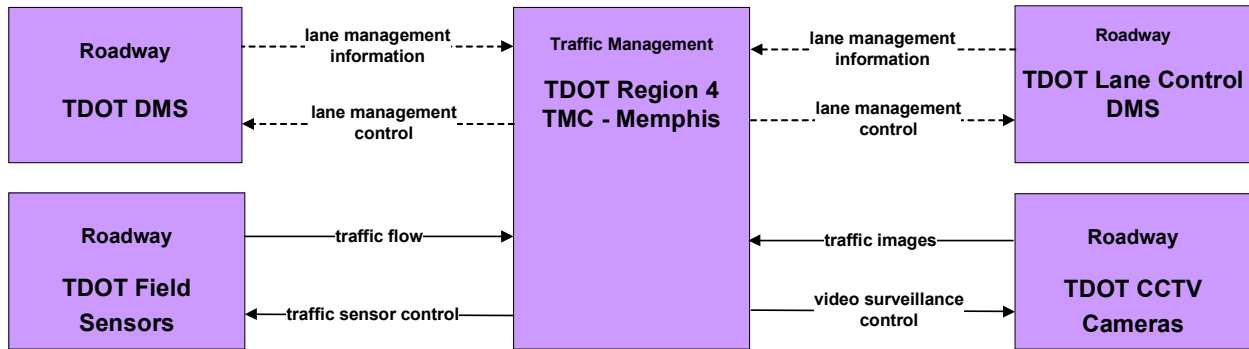 Roadway
TDOT DMS
lane management
information
lane management
control
Traffic Management
TDOT Region 4
TMC - Memphis
lane management
information
lane management
control
Roadway
TDOT Lane Control
DMS
Roadway
TDOT Field
Sensors
traffic flow
traffic sensor control
traffic images
video surveillance
control
Roadway
TDOT CCTV
Cameras